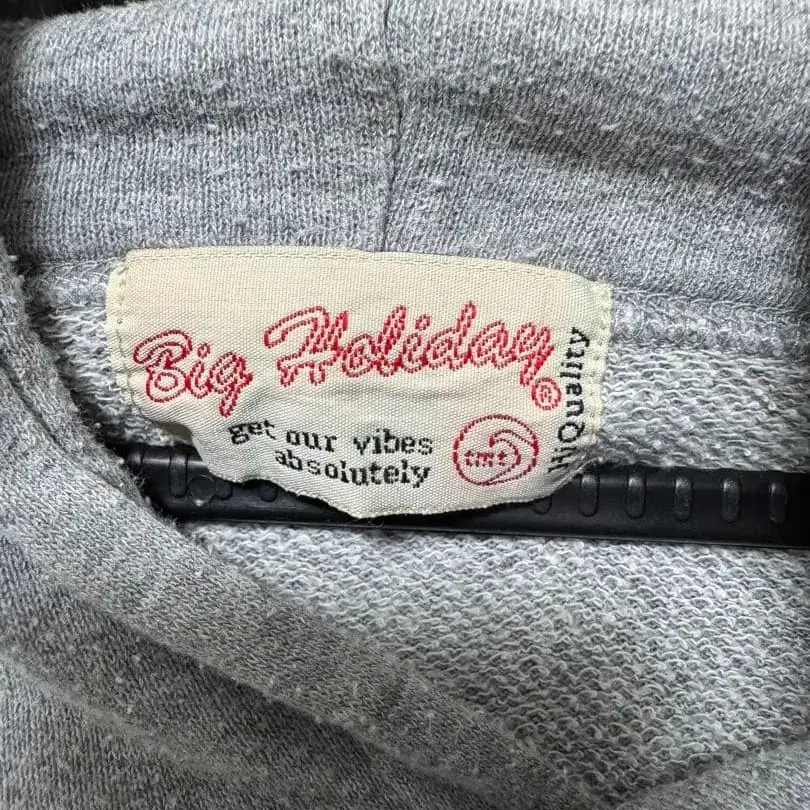 Big Holiday®
get our vibes
absolutely
tmt
HiQuality